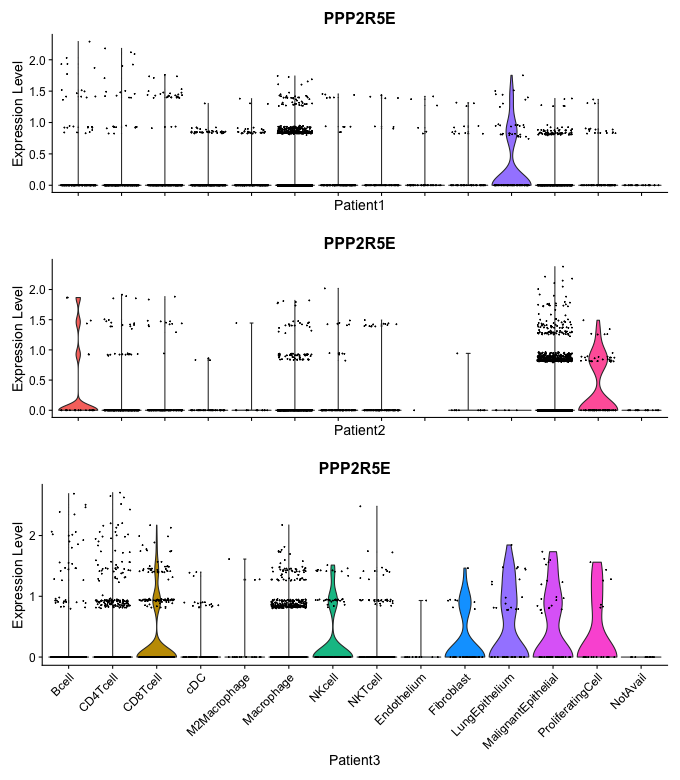 PPP2R5E
Expression Level
2.0
1.5
1.0
0.5
0.0
Patient1
PPP2R5E
Expression Level
2.0
1.5
1.0
0.5
0.0
Patient2
PPP2R5E
Expression Level
2
1
0
Bcell
CD4Tcell
CD8Tcell
cDC
M2Macrophage
Macrophage
NKcell
NKTcell
Endothelium
Fibroblast
LungEpithelium
MalignantEpithelial
ProliferatingCell
NotAvail
Patient3